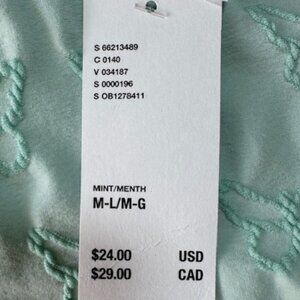 S 66213489
C 0140
V 034187
S 0000196
S OB1278411
MINT/MENTH
M-L/M-G
$24.00 USD
$29.00 CAD